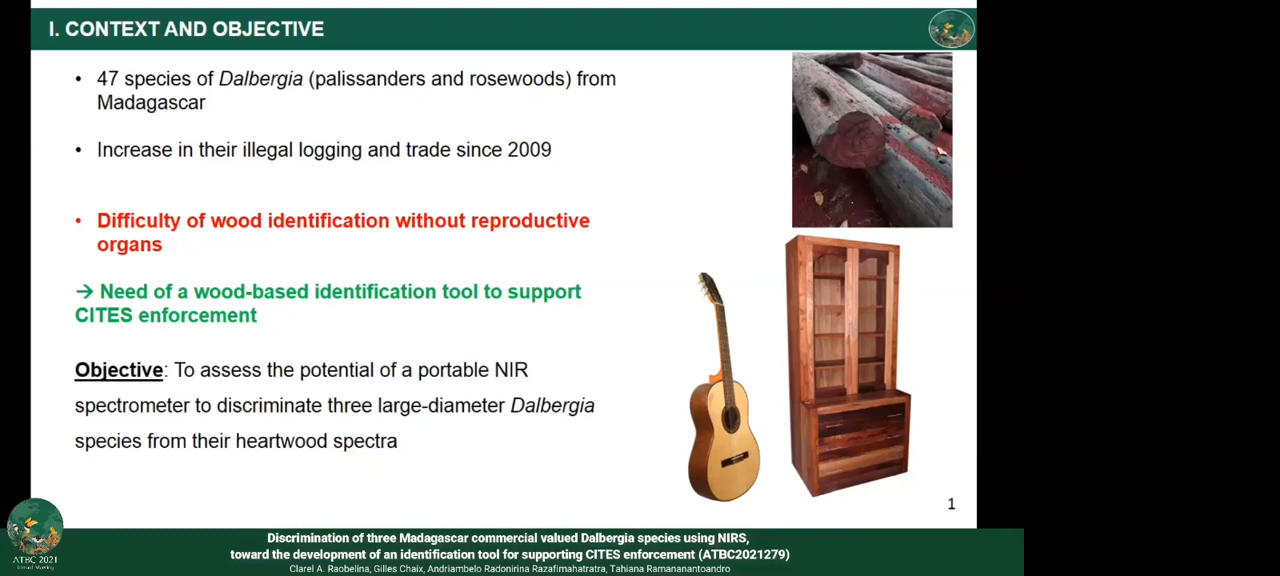 I. CONTEXT AND OBJECTIVE
• 47 species of Dalbergia (palissanders and rosewoods) from
Madagascar
• Increase in their illegal logging and trade since 2009
• Difficulty of wood identification without reproductive
organs
→ Need of a wood-based identification tool to support
CITES enforcement
Objective: To assess the potential of a portable NIR
spectrometer to discriminate three large-diameter Dalbergia
species from their heartwood spectra
1
ATBC 2021
Discrimination of three Madagascar commercial valued Dalbergia species using NIRS,
toward the development of an identification tool for supporting CITES enforcement (ATBC2021279)
Clarel A. Raobelina, Gilles Chaix, Andriambelo Radonirina Razafimahatratra, Tahiana Ramananantoandro